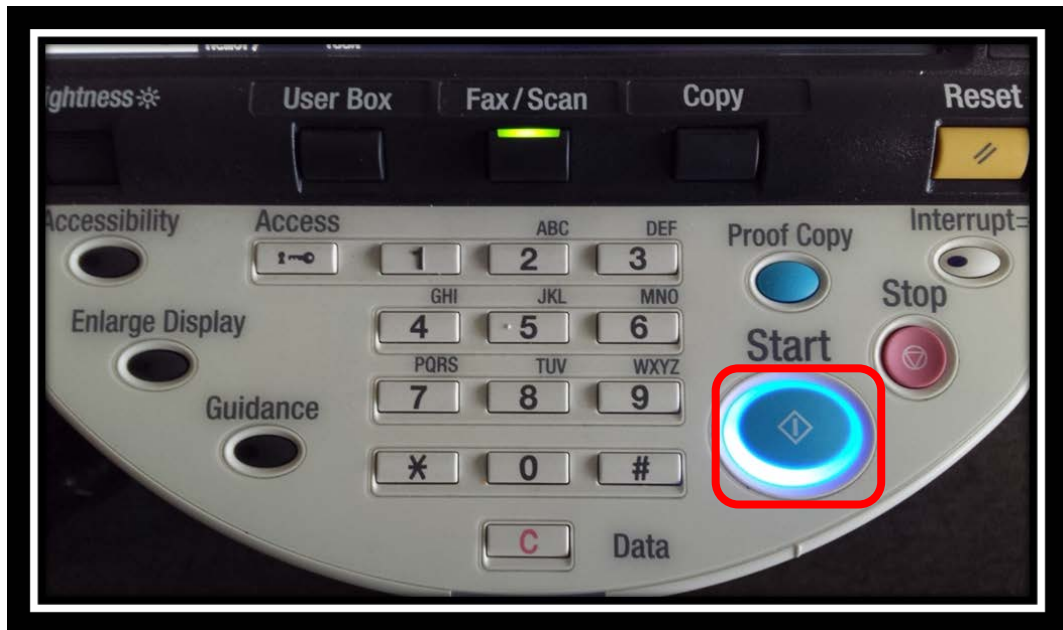 ghtness
User Box
Fax/Scan
Copy
Reset
Accessibility
Access
ABC
DEF
Proof Copy
Interrupt
1
2
3
GHI
JKL
MNO
Stop
Enlarge Display
4
5
6
Start
PQRS
TUV
WXYZ
7
8
9
Guidance
* 0 #
C
Data